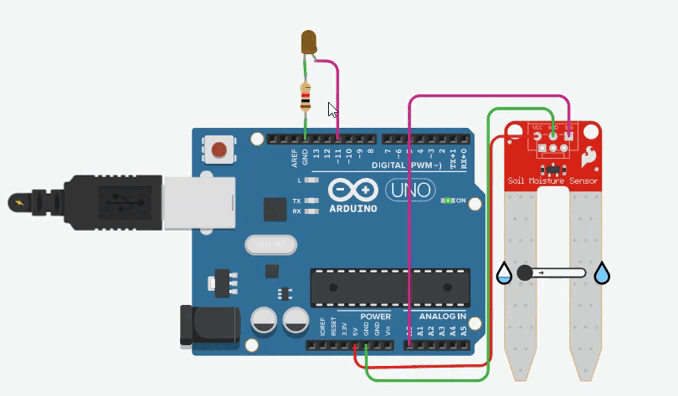 VCC GND SIG
AREF
GND
13
12
~11
~10
~9
8
7
~6
~5
4
~3
2
TX→1
RX←0
DIGITAL (PWM~)
Soil Moisture Sensor
L
TX
RX
UNO
ON
ARDUINO
POWER
ANALOG IN
IOREF
RESET
3.3V
5V
GND
GND
Vin
A0
A1
A2
A3
A4
A5